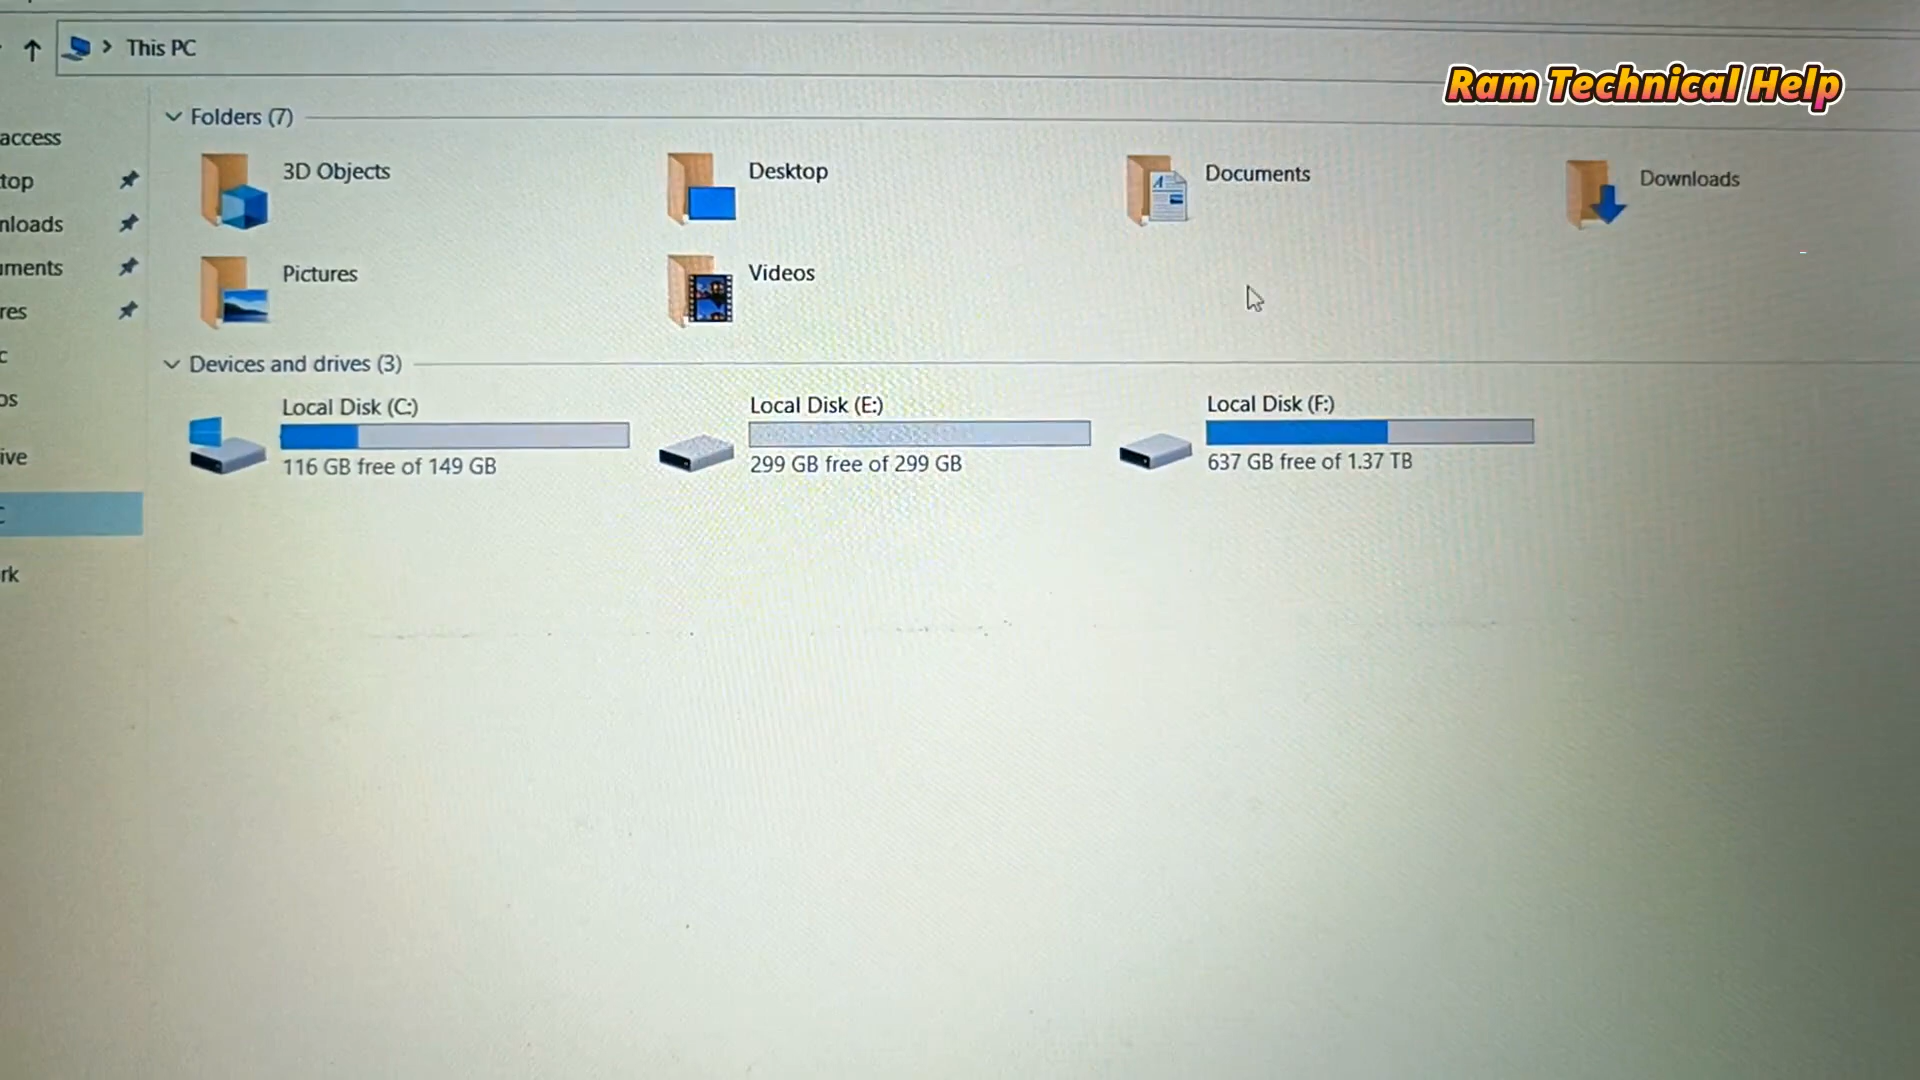 This PC
Ram Technical Help
Folders (7)
3D Objects
Desktop
Documents
Downloads
Pictures
Videos
Devices and drives (3)
Local Disk (C:)
116 GB free of 149 GB
Local Disk (E:)
299 GB free of 299 GB
Local Disk (F:)
637 GB free of 1.37 TB
access
top
nloads
uments
res
c
os
ive
C
rk